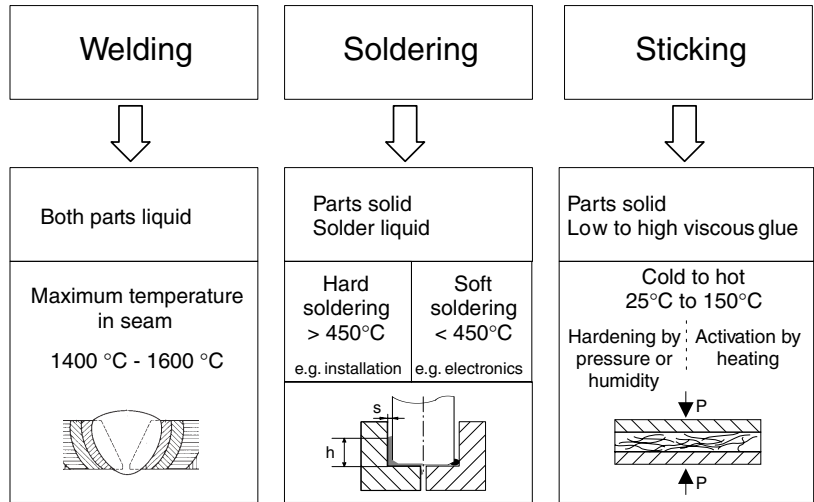 Welding
Soldering
Sticking
Both parts liquid
Parts solid
Solder liquid
Parts solid
Low to high viscous glue
Maximum temperature
in seam
1400 °C - 1600 °C
Hard
soldering
> 450°C
e.g. installation
Soft
soldering
< 450°C
e.g. electronics
s
h
Cold to hot
25°C to 150°C
Hardening by
pressure or
humidity
Activation by
heating
P
P